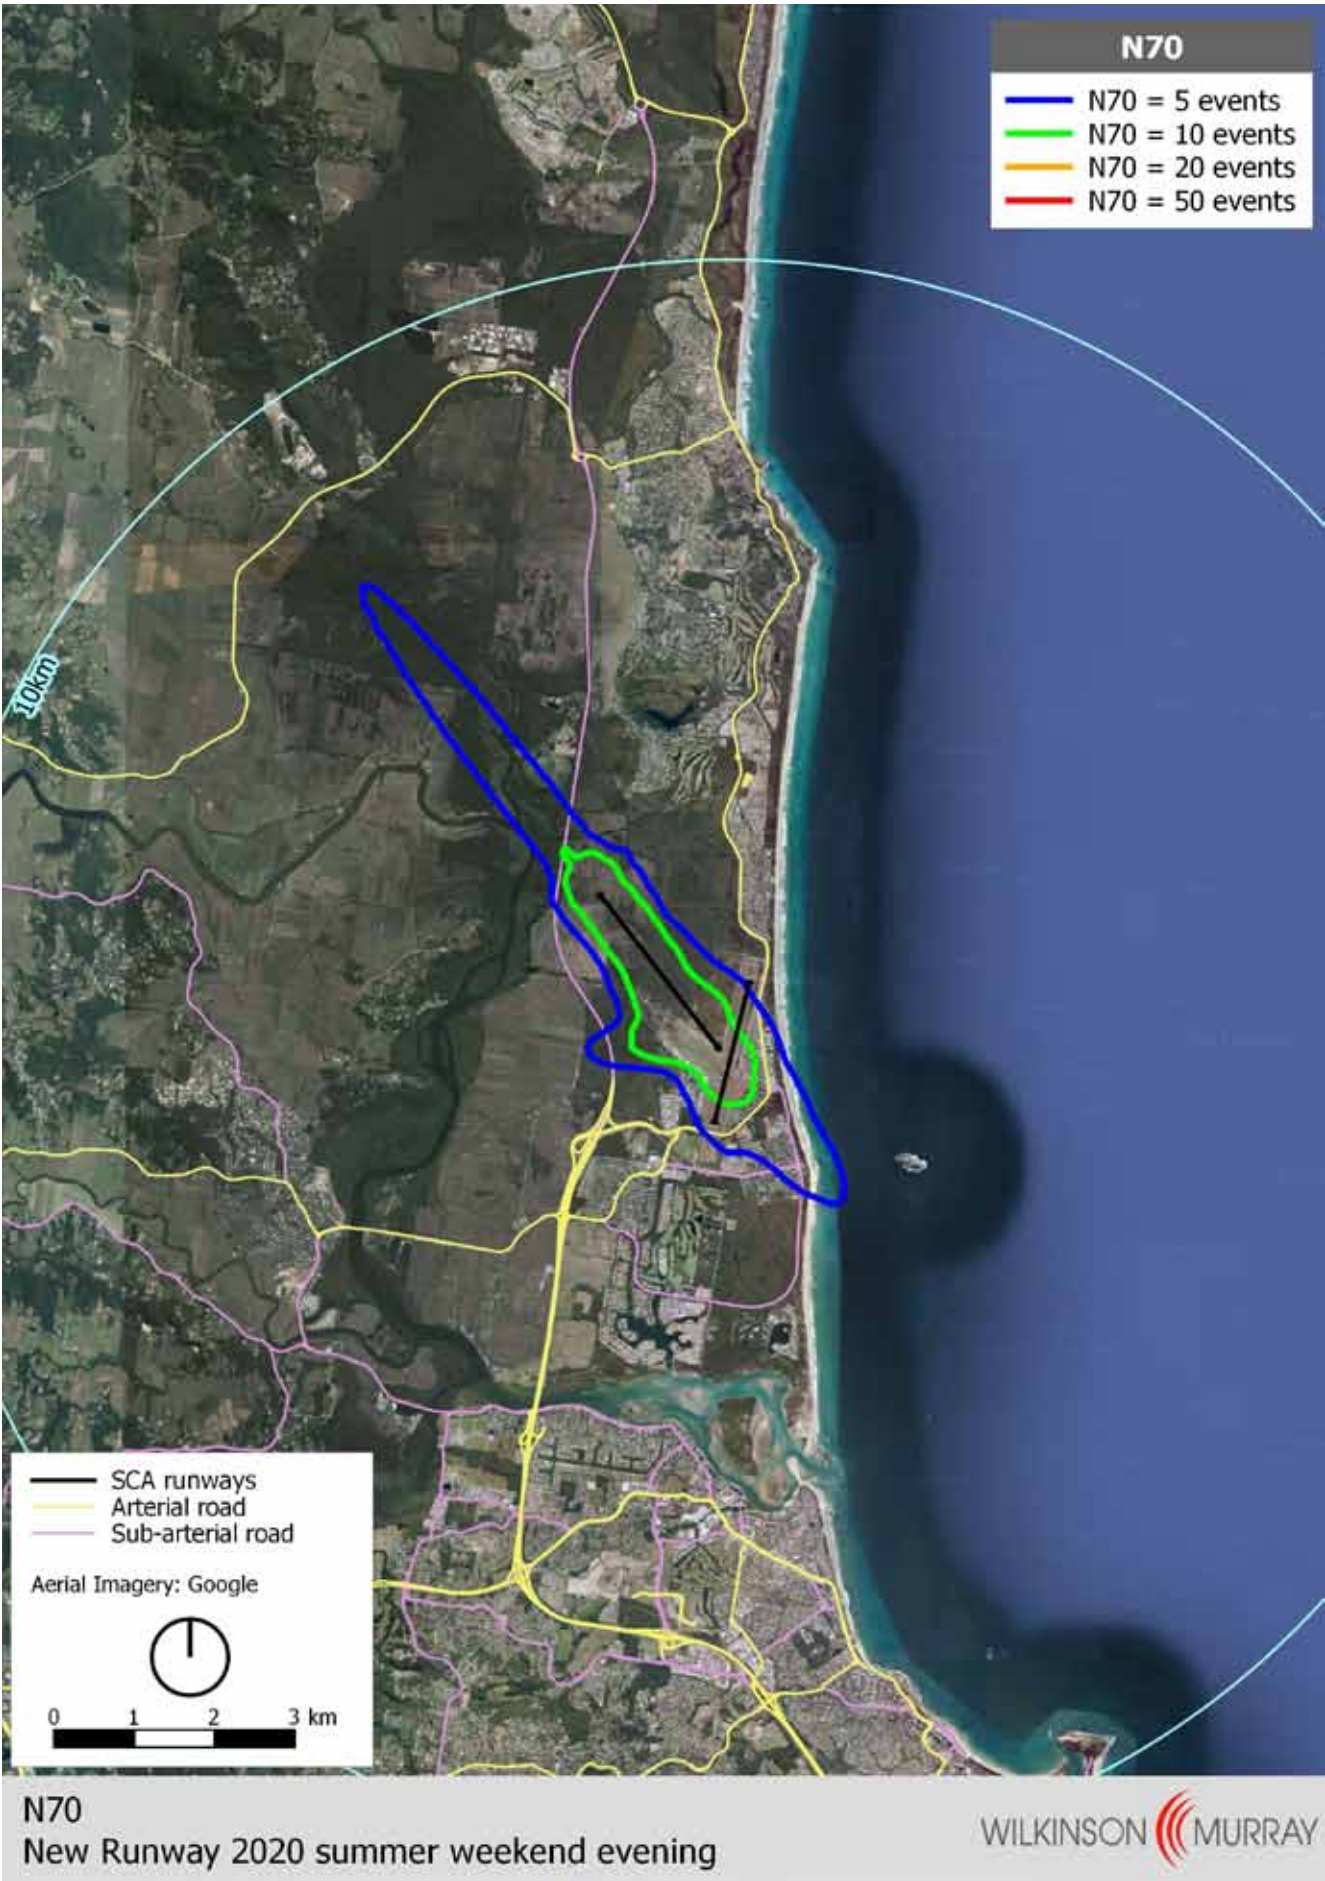 N70
N70 = 5 events
N70 = 10 events
N70 = 20 events
N70 = 50 events
10km
SCA runways
Arterial road
Sub-arterial road
Aerial Imagery: Google
0 1 2 3 km
N70
New Runway 2020 summer weekend evening
WILKINSON MURRAY